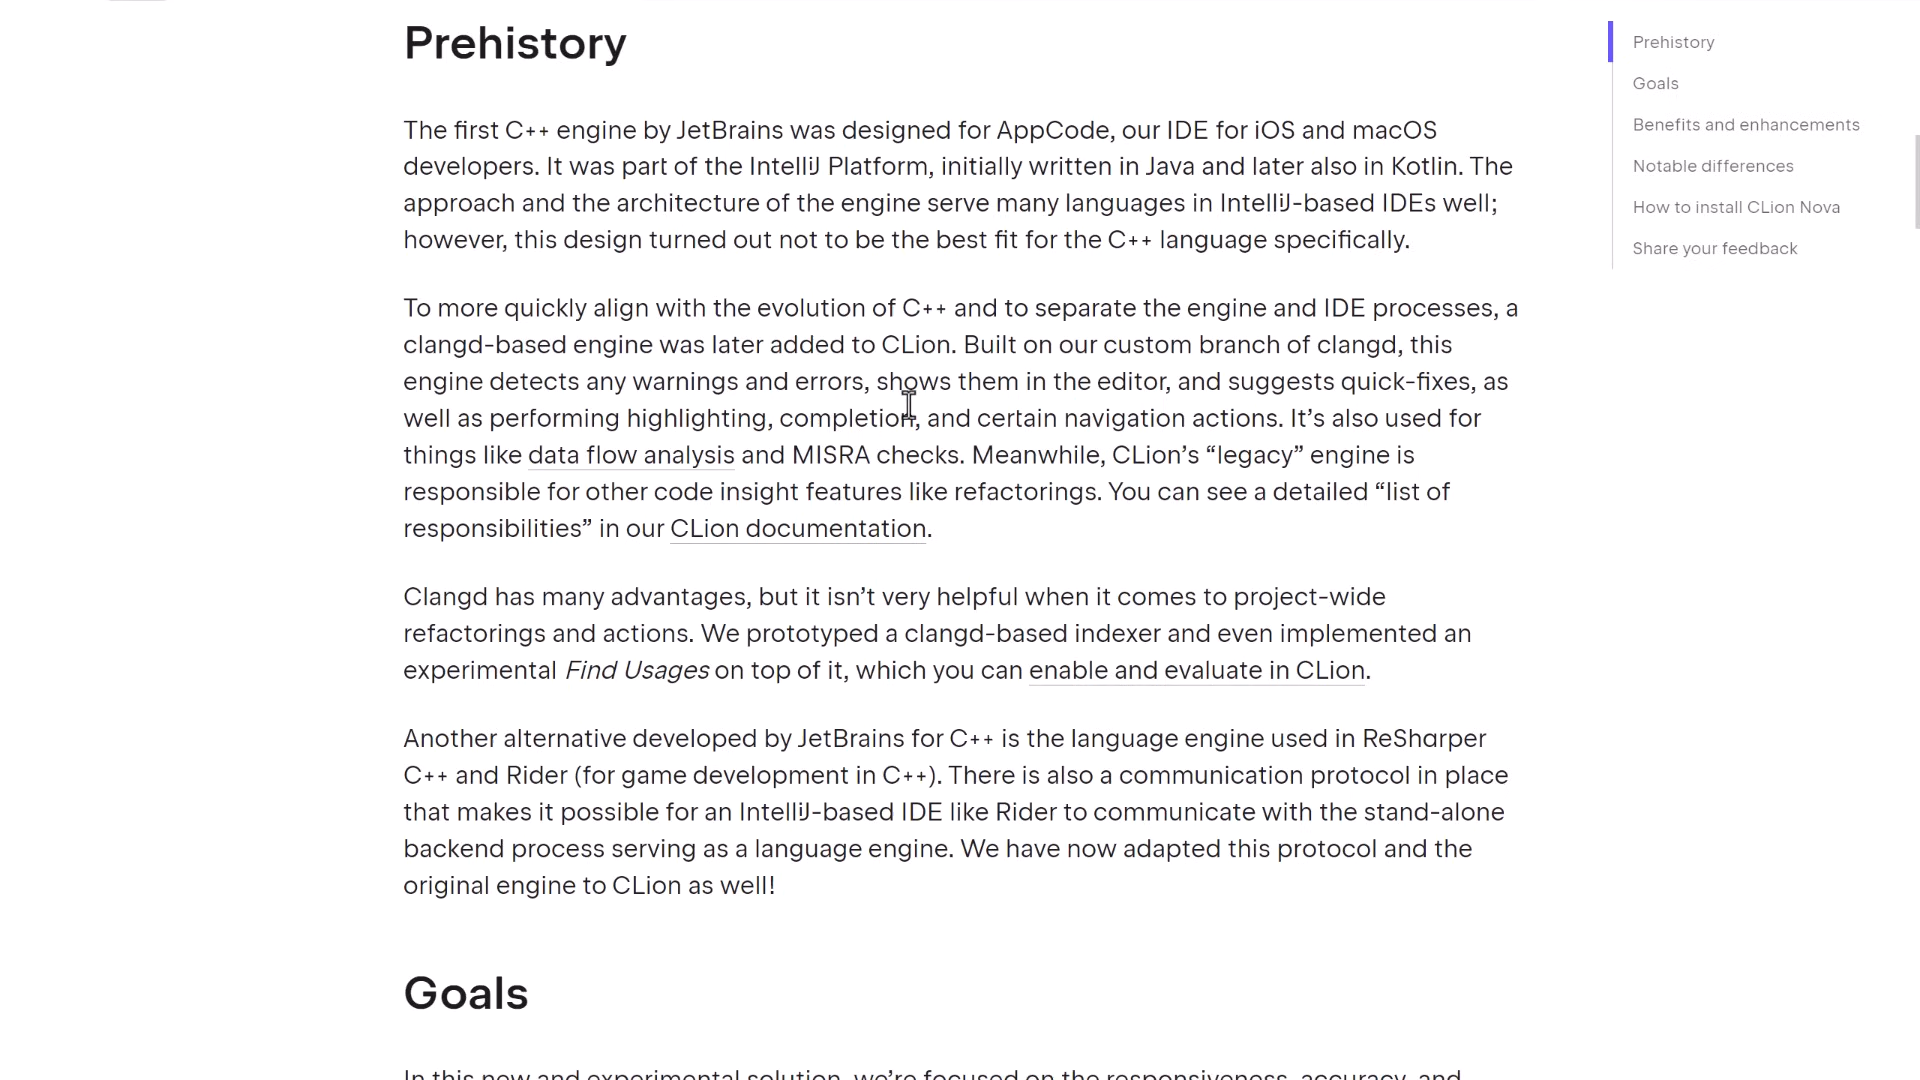 Prehistory
The first C++ engine by JetBrains was designed for AppCode, our IDE for iOS and macOS
developers. It was part of the IntelliJ Platform, initially written in Java and later also in Kotlin. The
approach and the architecture of the engine serve many languages in IntelliJ-based IDEs well;
however, this design turned out not to be the best fit for the C++ language specifically.
To more quickly align with the evolution of C++ and to separate the engine and IDE processes, a
clangd-based engine was later added to CLion. Built on our custom branch of clangd, this
engine detects any warnings and errors, shows them in the editor, and suggests quick-fixes, as
well as performing highlighting, completion, and certain navigation actions. It’s also used for
things like data flow analysis and MISRA checks. Meanwhile, CLion’s “legacy” engine is
responsible for other code insight features like refactorings. You can see a detailed “list of
responsibilities” in our CLion documentation.
Clangd has many advantages, but it isn’t very helpful when it comes to project-wide
refactorings and actions. We prototyped a clangd-based indexer and even implemented an
experimental Find Usages on top of it, which you can enable and evaluate in CLion.
Another alternative developed by JetBrains for C++ is the language engine used in ReSharper
C++ and Rider (for game development in C++). There is also a communication protocol in place
that makes it possible for an IntelliJ-based IDE like Rider to communicate with the stand-alone
backend process serving as a language engine. We have now adapted this protocol and the
original engine to CLion as well!
Goals
In this new and experimental solution, we’re focused on the responsiveness, accuracy, and
Prehistory
Goals
Benefits and enhancements
Notable differences
How to install CLion Nova
Share your feedback